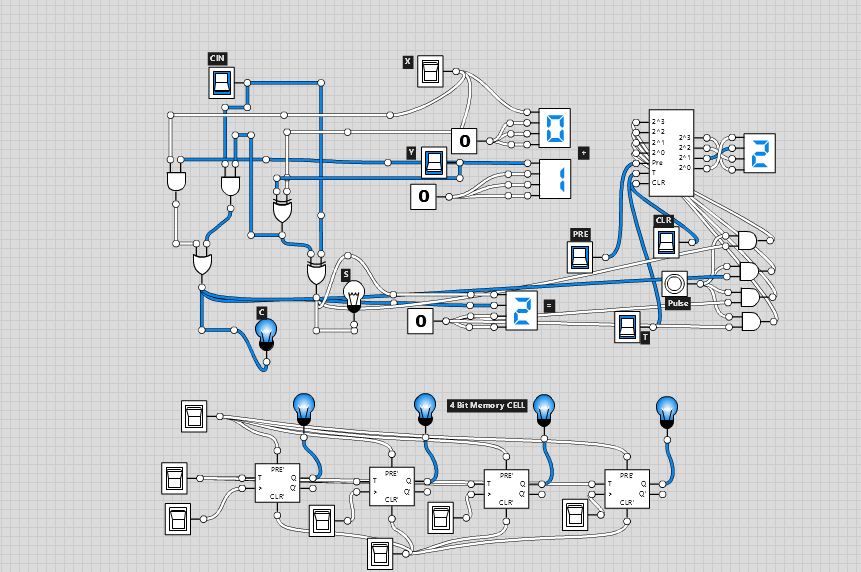 CIN
X
0
0
Y
÷
1
0
2^3
2^2
2^1
2^0
Pre
T
CLR
2^3
2^2
2^1
2^0
2
PRE
CLR
S
Pulse
C
0
2
=
T
4 Bit Memory CELL
PRE'
T
Q
>
Q'
CLR'
PRE'
T
Q
>
Q'
CLR'
PRE'
T
Q
>
Q'
CLR'
PRE'
T
Q
>
Q'
CLR'